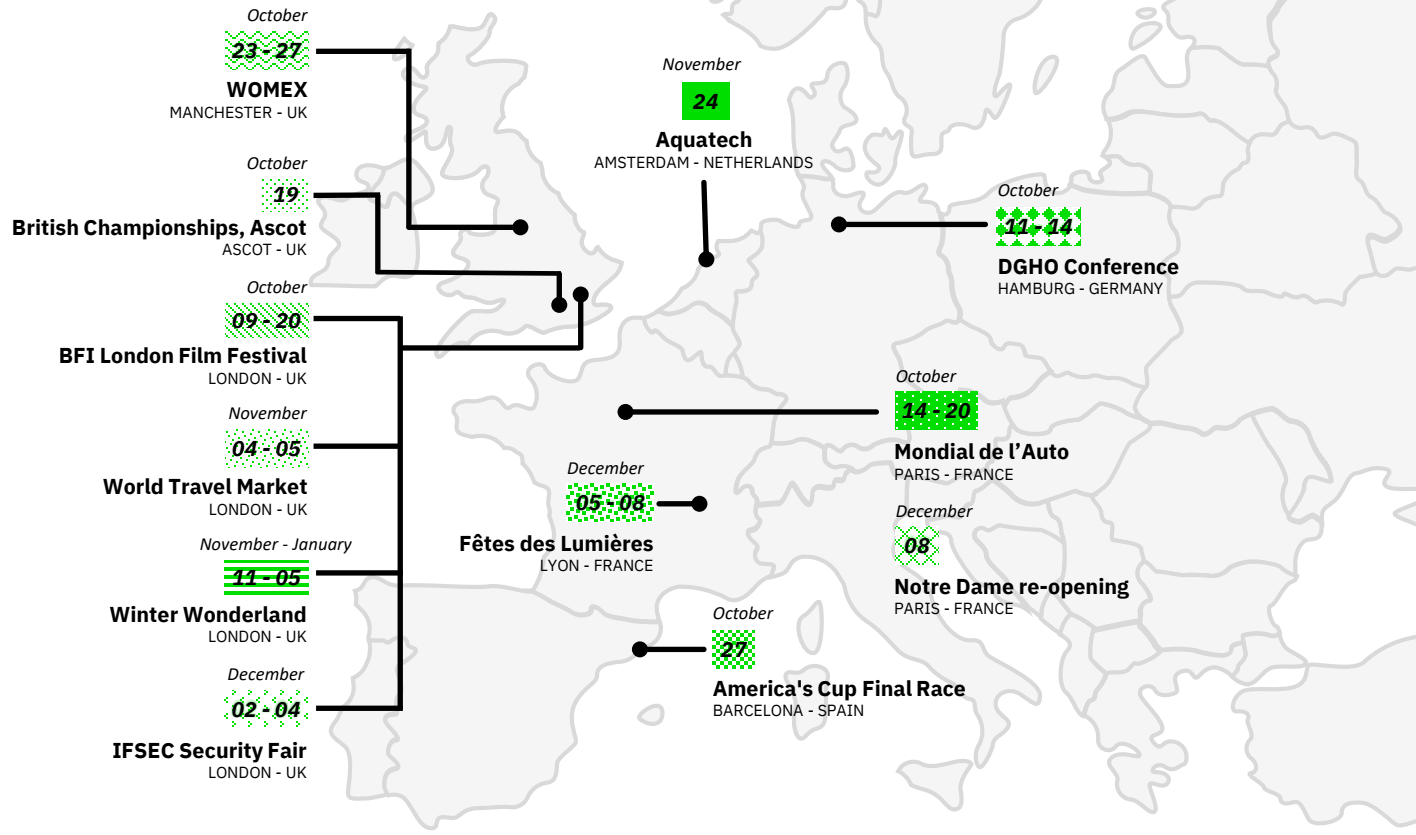 October
23 - 27
WOMEX
MANCHESTER - UK
October
19
British Championships, Ascot
ASCOT - UK
October
09 - 20
BFI London Film Festival
LONDON - UK
November
04 - 05
World Travel Market
LONDON - UK
November - January
11 - 05
Winter Wonderland
LONDON - UK
December
02 - 04
IFSEC Security Fair
LONDON - UK
November
24
Aquatech
AMSTERDAM - NETHERLANDS
October
11 - 14
DGHO Conference
HAMBURG - GERMANY
October
14 - 20
Mondial de l’Auto
PARIS - FRANCE
December
05 - 08
Fêtes des Lumières
LYON - FRANCE
December
08
Notre Dame re-opening
PARIS - FRANCE
October
27
America's Cup Final Race
BARCELONA - SPAIN